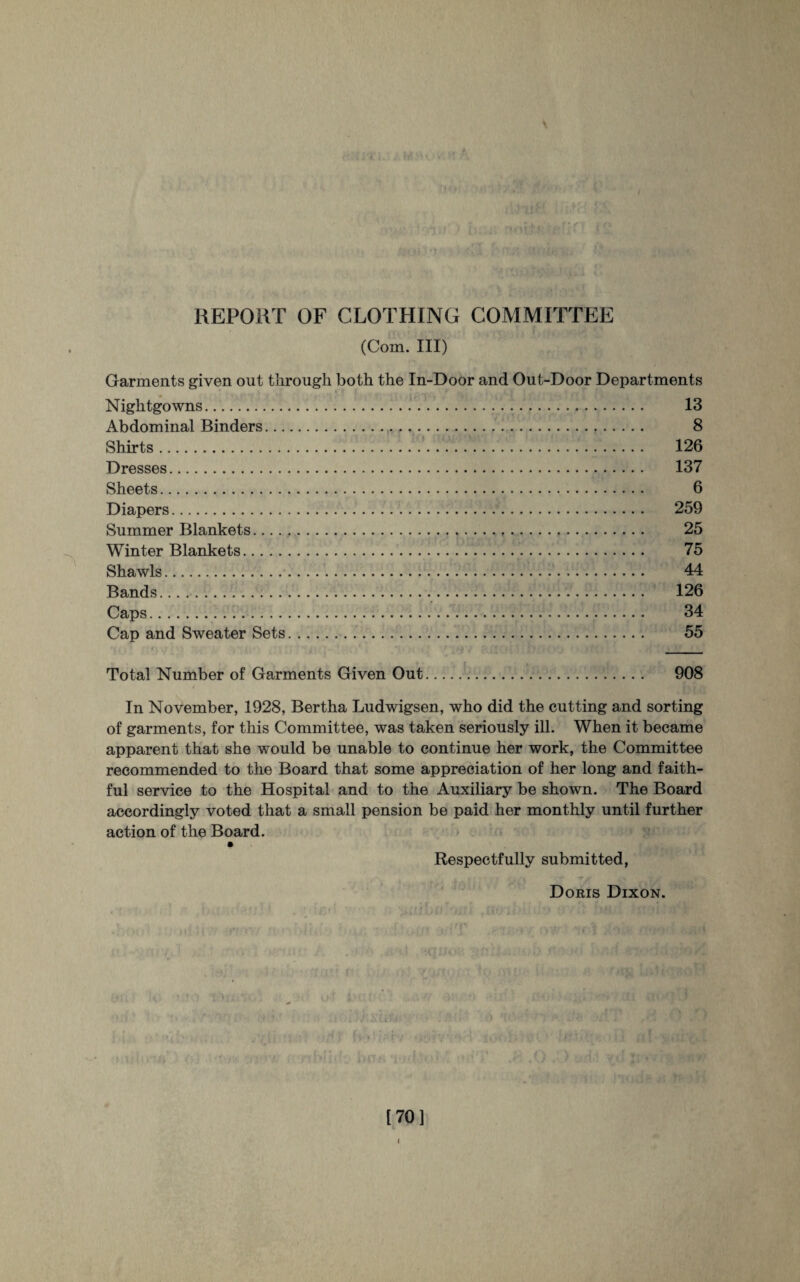 REPORT OF CLOTHING COMMITTEE
(Com. III)
Garments given out through both the In-Door and Out-Door Departments
Nightgowns 13
Abdominal Binders 8
Shirts 126
Dresses 137
Sheets 6
Diapers 259
Summer Blankets 25
Winter Blankets 75
Shawls 44
Bands 126
Caps 34
Cap and Sweater Sets 55
Total Number of Garments Given Out 908
In November, 1928, Bertha Ludwigsen, who did the cutting and sorting
of garments, for this Committee, was taken seriously ill. When it became
apparent that she would be unable to continue her work, the Committee
recommended to the Board that some appreciation of her long and faith-
ful service to the Hospital and to the Auxiliary be shown. The Board
accordingly voted that a small pension be paid her monthly until further
action of the Board.
Respectfully submitted,
Doris Dixon.
[70]